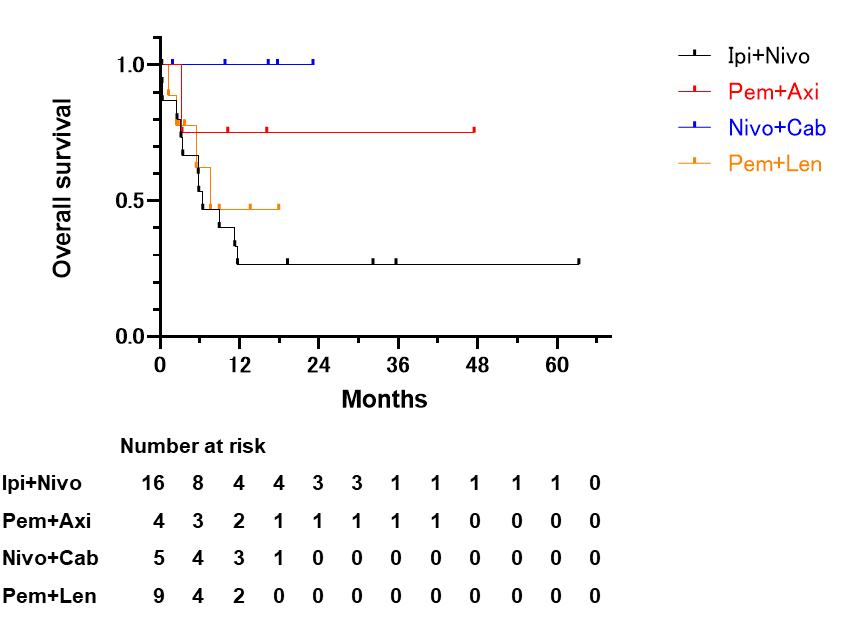 Overall survival
1.0
0.5
0.0
0 12 24 36 48 60
Months
Ipi+Nivo
Pem+Axi
Nivo+Cab
Pem+Len
Number at risk
Ipi+Nivo 16 8 4 4 3 3 1 1 1 1 1 0
Pem+Axi 4 3 2 1 1 1 1 1 0 0 0 0
Nivo+Cab 5 4 3 1 0 0 0 0 0 0 0 0
Pem+Len 9 4 2 0 0 0 0 0 0 0 0 0